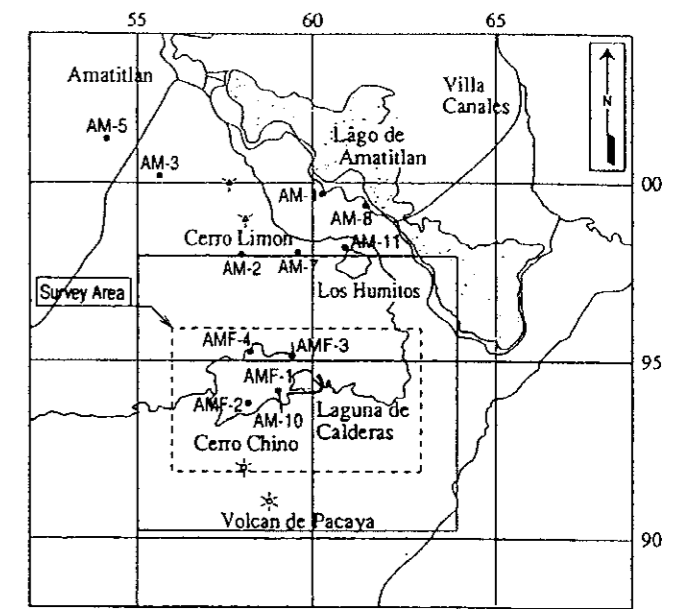 55 60 65
Amatitlan
Villa
Canales
N
AM-5
Lago de
Amatitlan
AM-3
00
AM-1
AM-8
Cerro Limon
AM-11
AM-2
AM-7
Survey Area
Los Humitos
AMF-4
AMF-3
95
AMF-1
AMF-2
Laguna de
Calderas
AM-10
Cerro Chino
Volcan de Pacaya
90